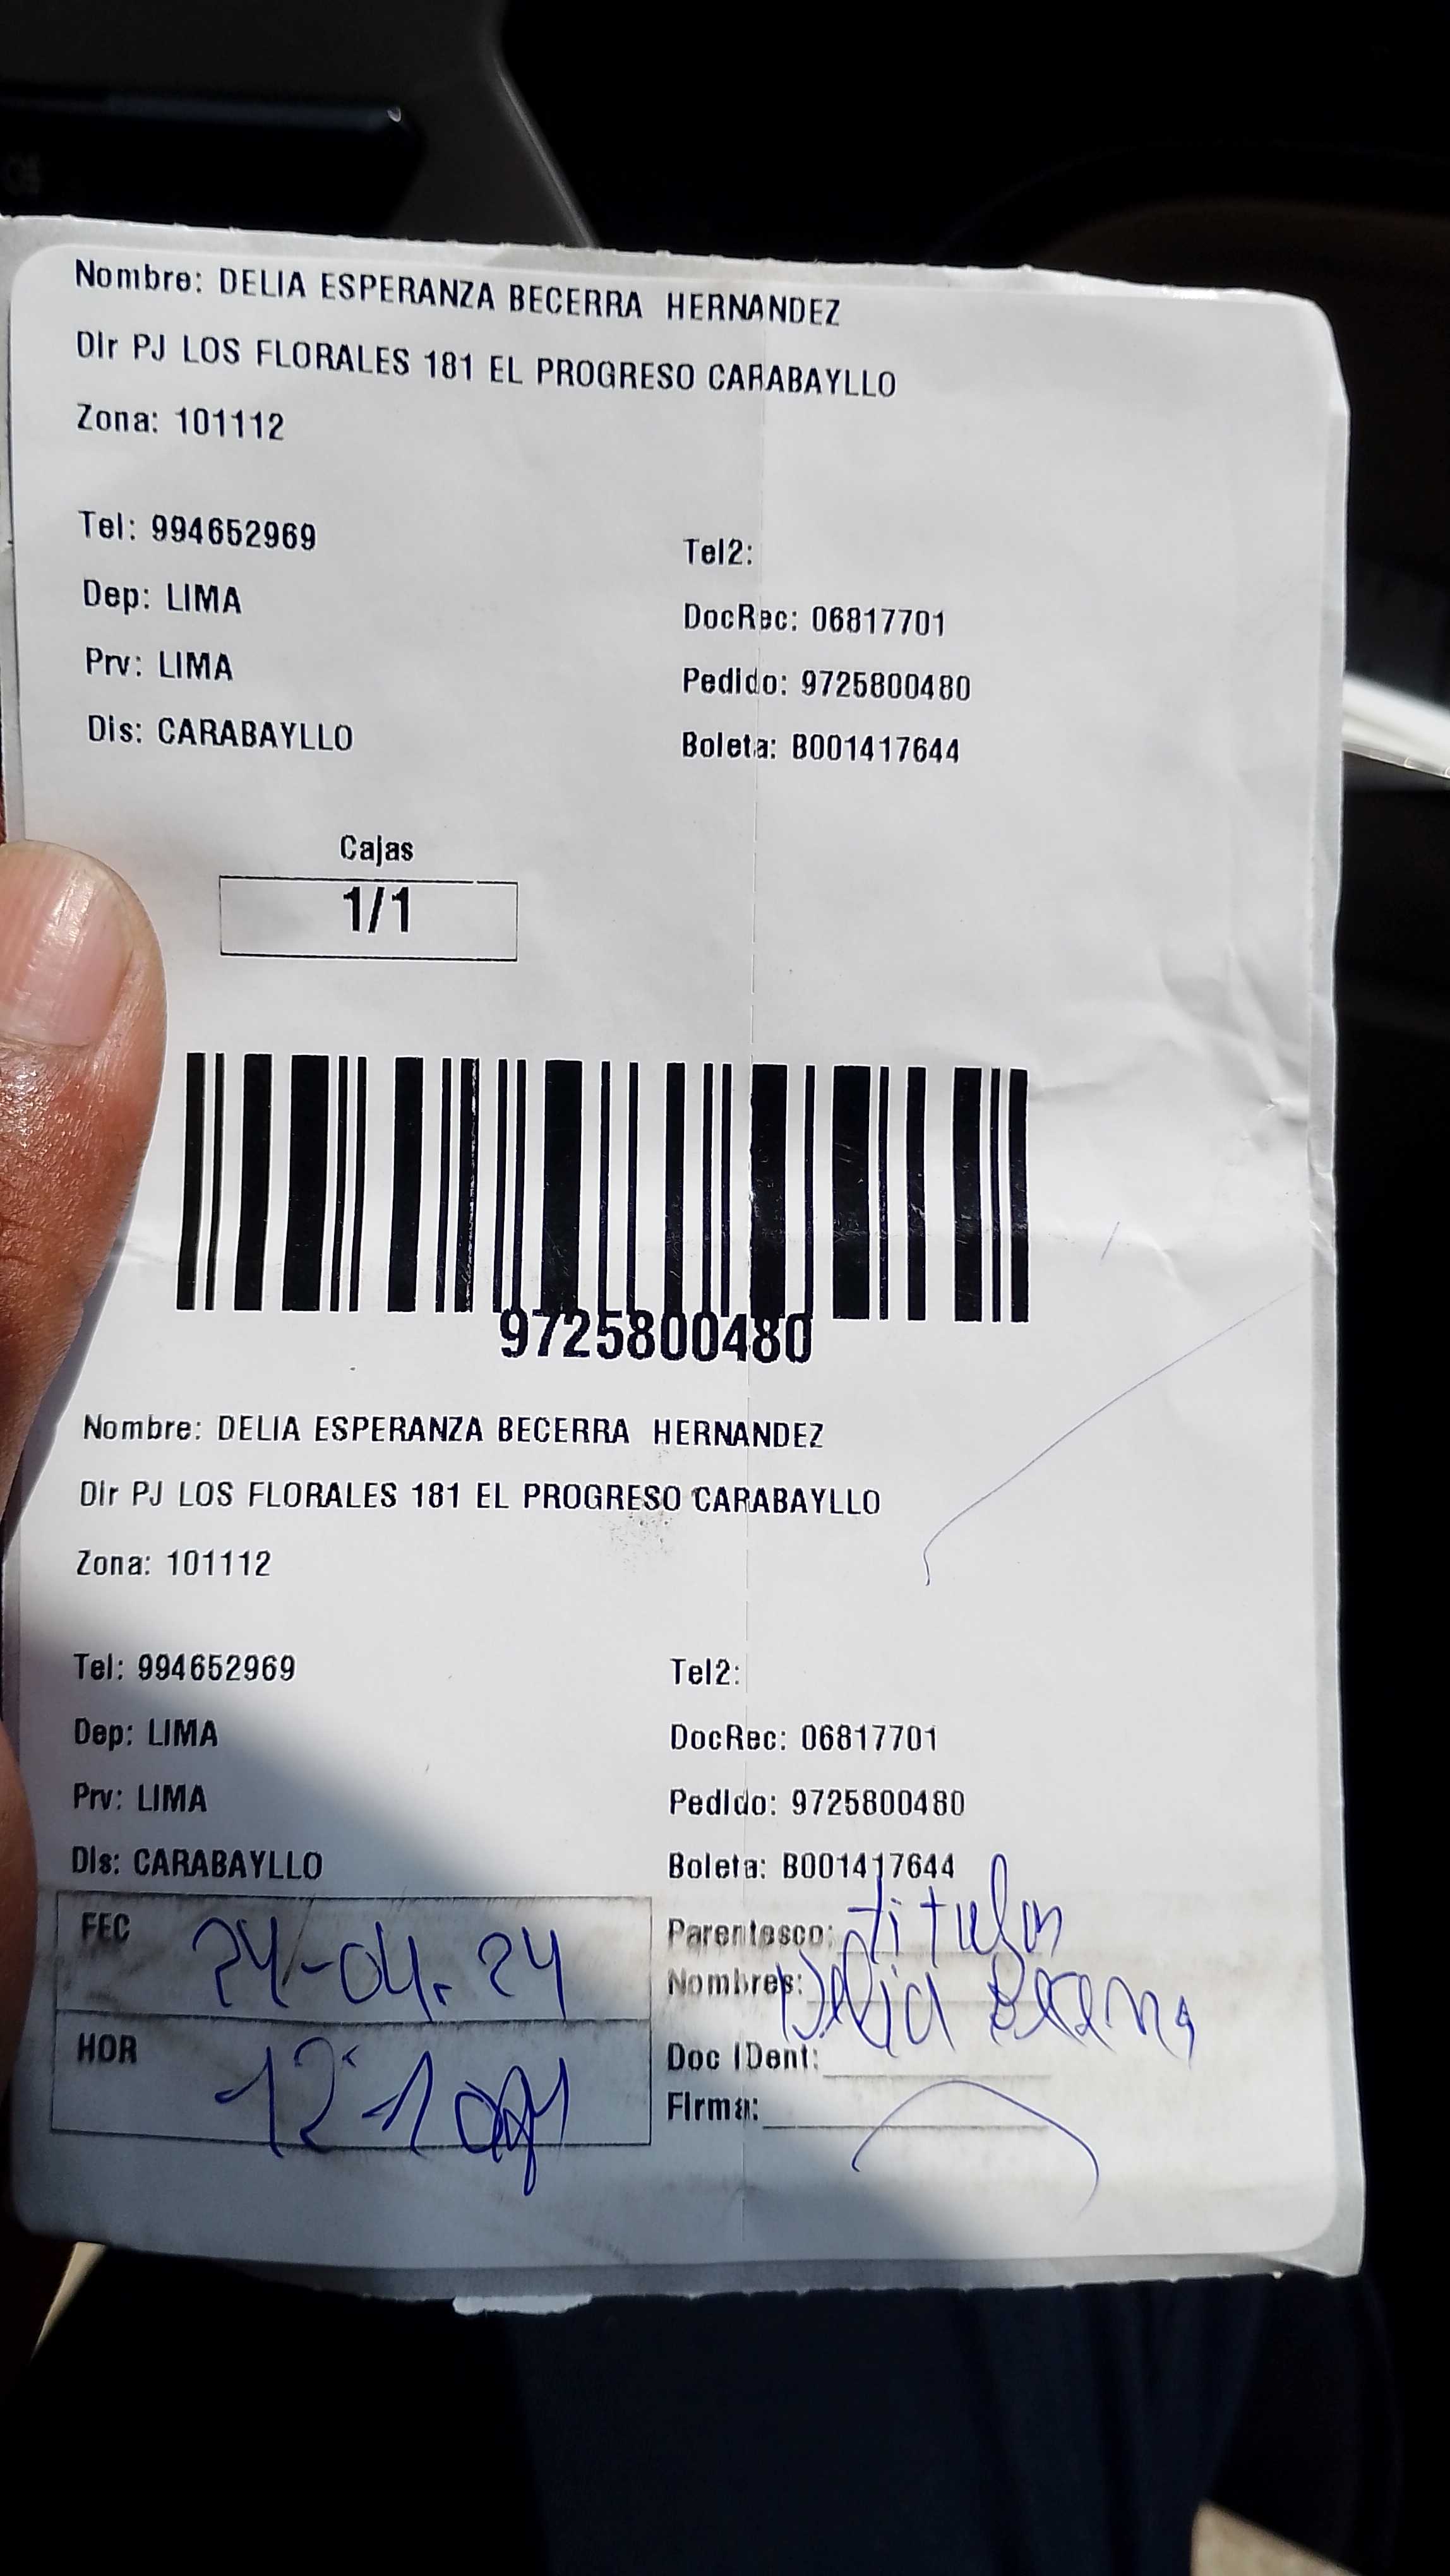 Nombre: DELIA ESPERANZA BECERRA HERNANDEZ
Dir PJ LOS FLORALES 181 EL PROGRESO CARABAYLLO
Zona: 101112
Tel: 994652969
Tel2:
Dep: LIMA
DocRec: 06817701
Prv: LIMA
Pedido: 9725800480
Dis: CARABAYLLO
Boleta: B001417644
Cajas
1/1
9725800480
Nombre: DELIA ESPERANZA BECERRA HERNANDEZ
Dir PJ LOS FLORALES 181 EL PROGRESO CARABAYLLO
Zona: 101112
Tel: 994652969
Tel2:
Dep: LIMA
DocRec: 06817701
Prv: LIMA
Pedido: 9725800480
Dis: CARABAYLLO
Boleta: B001417644
FEC 24-04-24
Parentesco: titular
Nombres: Delia Becerra
HOR
Doc IDent:
Firma: